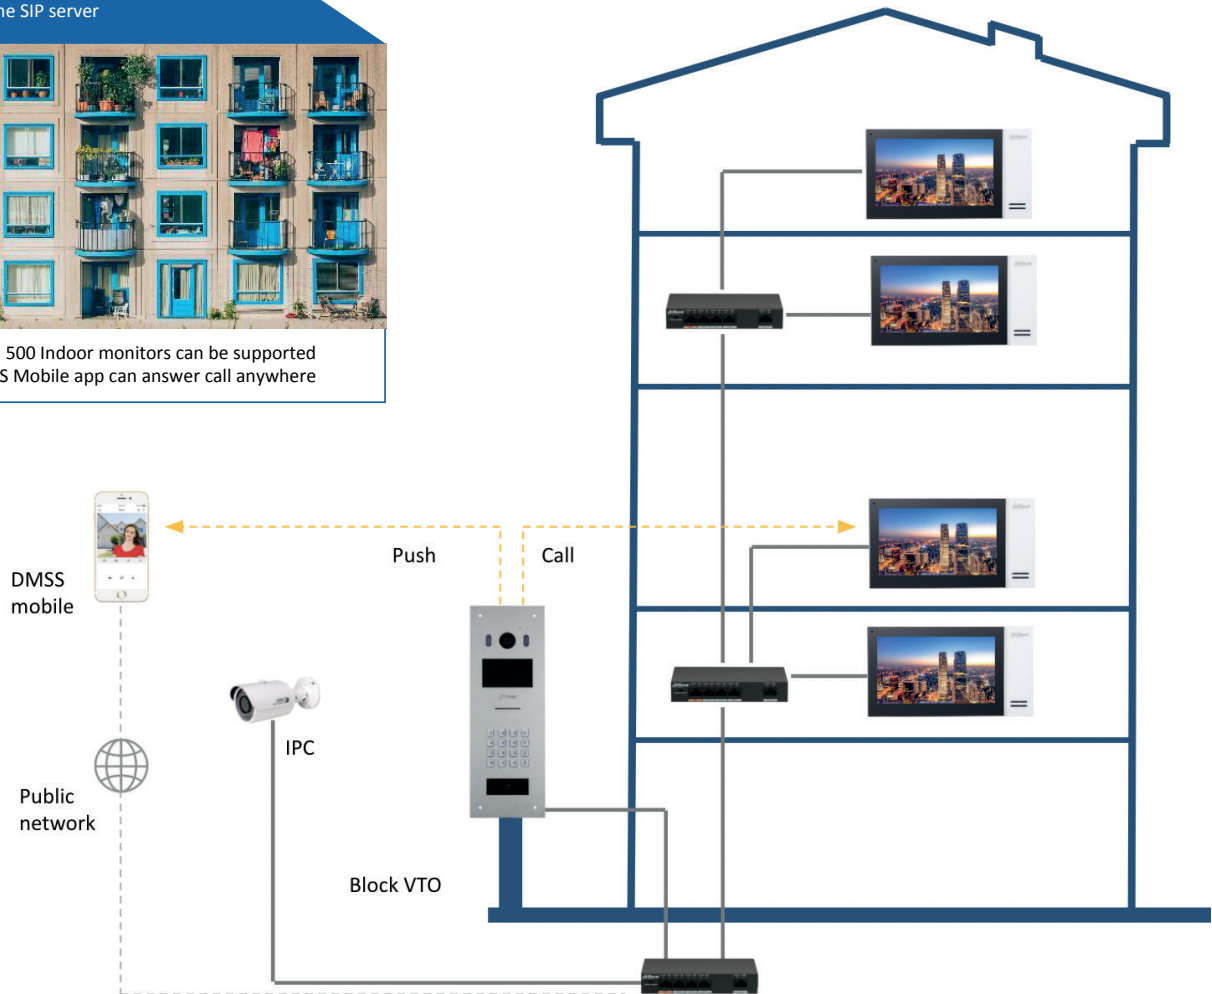 he SIP server
500 Indoor monitors can be supported
S Mobile app can answer call anywhere
Push
Call
DMSS
mobile
IPC
Public
network
Block VTO